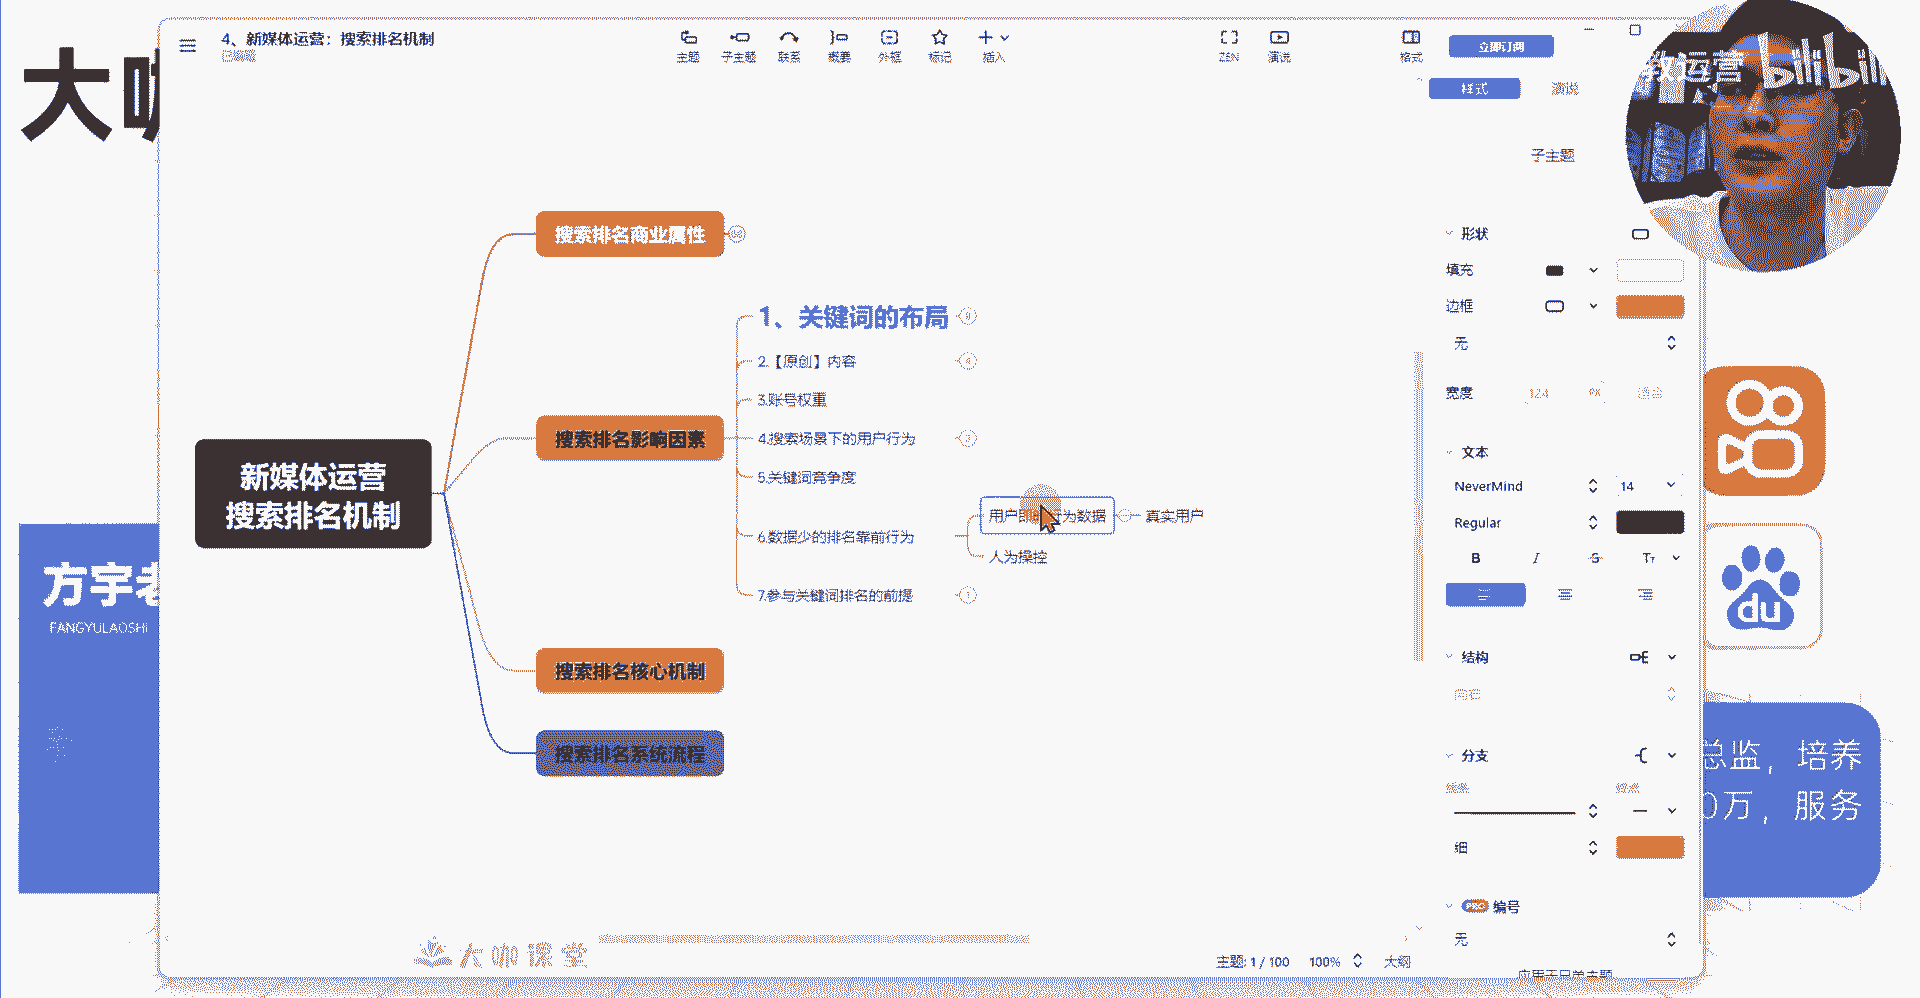 4、新媒体运营：搜索排名机制
已编辑
主题
子主题
联系
概要
外框
标记
插入
ZEN
演说
格式
立即订阅
样式
演说
教运营 bilibili
大咖
子主题
形状
填充
边框
无
宽度
124
PX
适合
文本
NeverMind
14
Regular
B
I
S
Tт
结构
分支
细
PRO 编号
无
应用于只单主题
搜索排名商业属性
1、关键词的布局
9
2.【原创】内容
3.账号权重
搜索排名影响因素
4.搜索场景下的用户行为
5.关键词竞争度
新媒体运营
搜索排名机制
真实用户
6.数据少的排名靠前行为
人为操控
7.参与关键词排名的前提
1
搜索排名核心机制
搜索排名系统流程
方宇老
FANGYULAOSHI
du
总监，培养
0万，服务
大咖课堂
主题: 1 / 100
100%
大纲